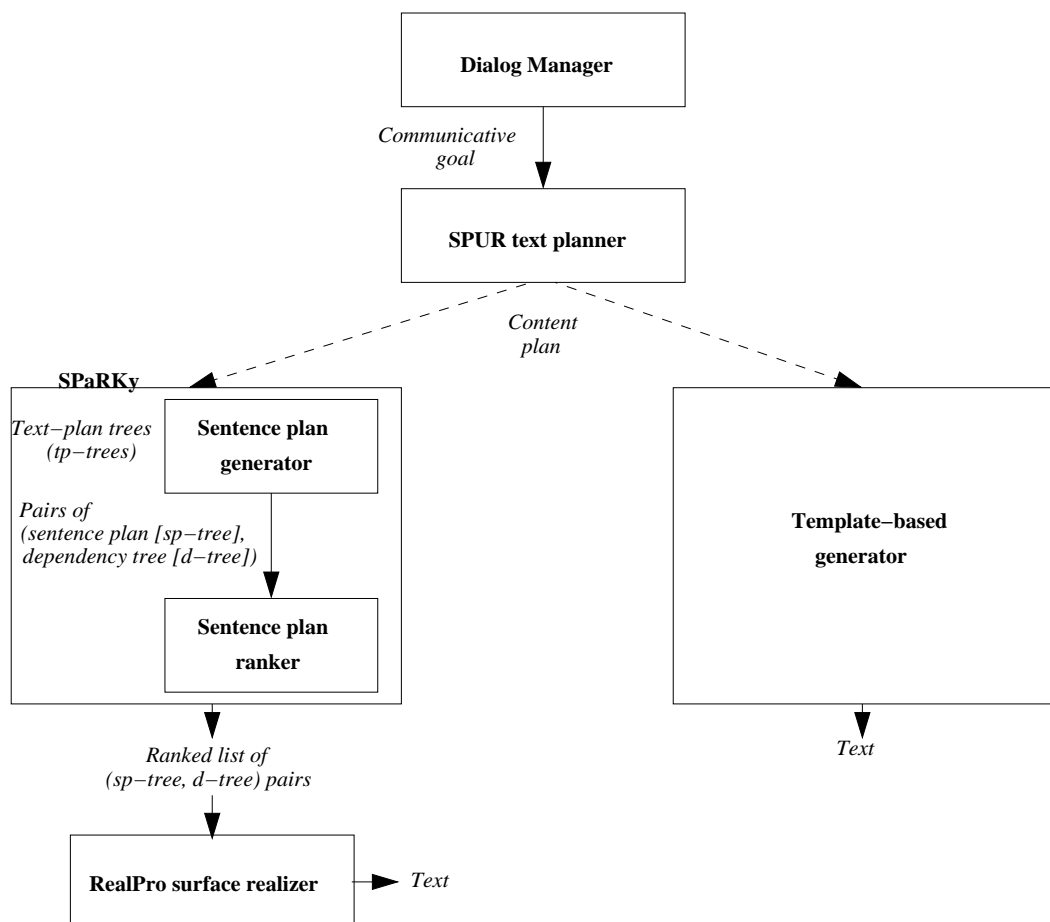 Dialog Manager
Communicative
goal
SPUR text planner
Content
plan
SPaRKy
Text−plan trees
(tp−trees)
Sentence plan
generator
Pairs of
(sentence plan [sp−tree],
dependency tree [d−tree])
Sentence plan
ranker
Template−based
generator
Ranked list of
(sp−tree, d−tree) pairs
Text
RealPro surface realizer
Text